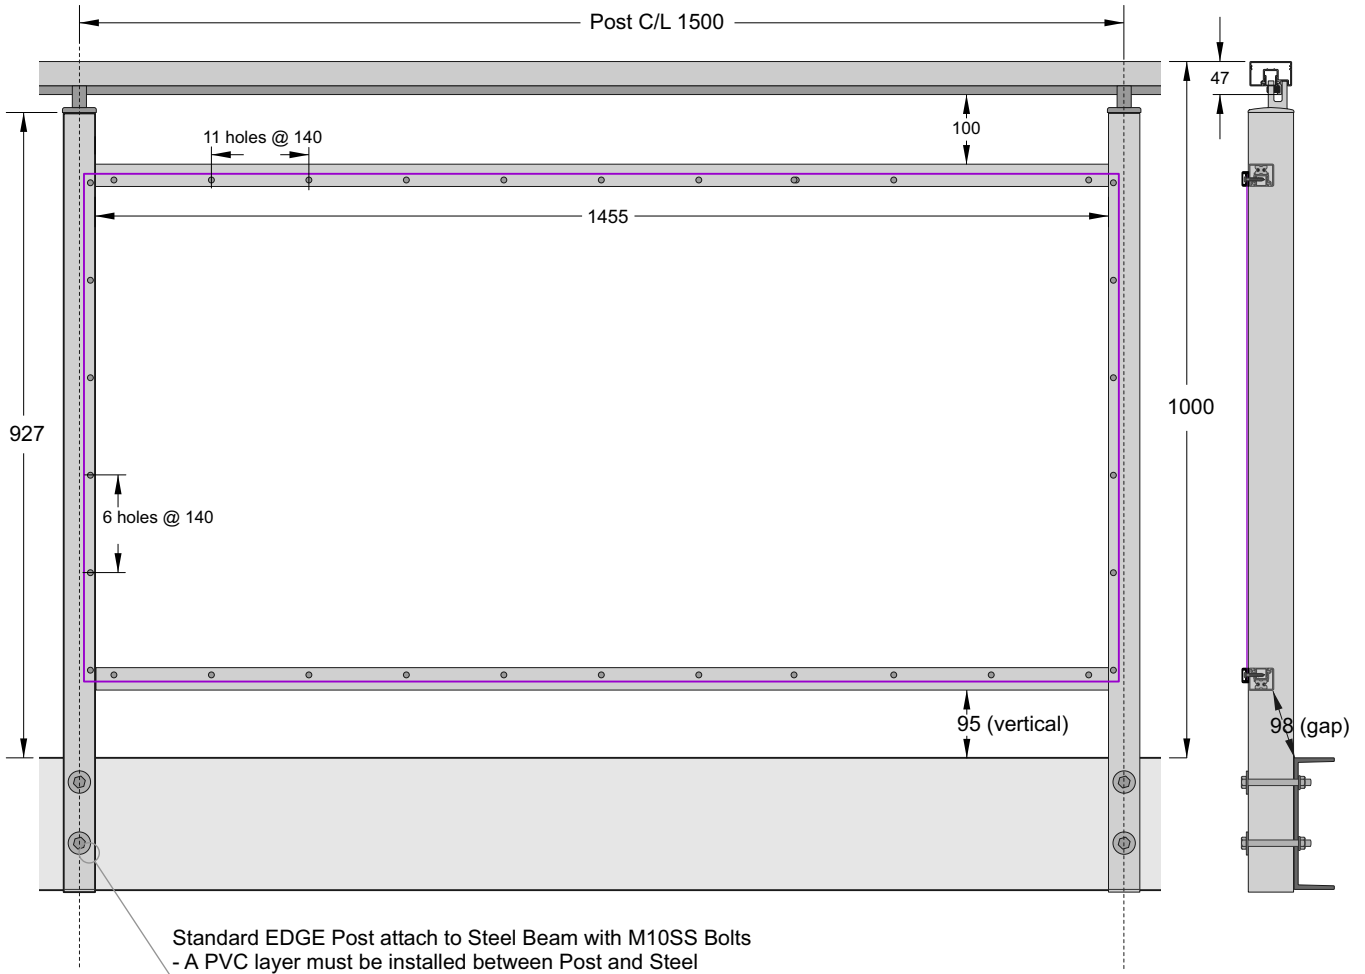 Post C/L 1500
47
100
11 holes @ 140
1455
1000
927
6 holes @ 140
95 (vertical)
98 (gap)
Standard EDGE Post attach to Steel Beam with M10SS Bolts
- A PVC layer must be installed between Post and Steel